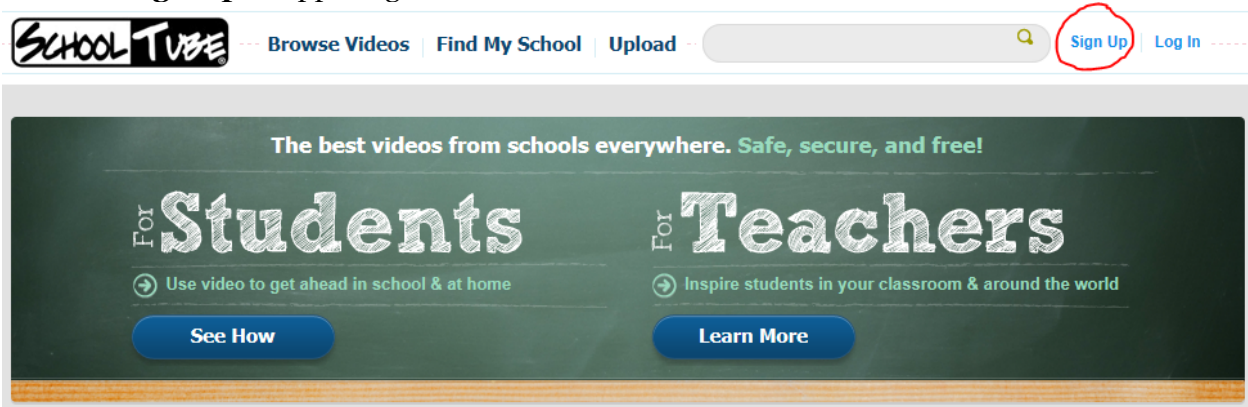 SCHOOL TUBE®
Browse Videos Find My School Upload
Sign Up Log In
The best videos from schools everywhere. Safe, secure, and free!
For Students
For Teachers
Use video to get ahead in school & at home
Inspire students in your classroom & around the world
See How
Learn More